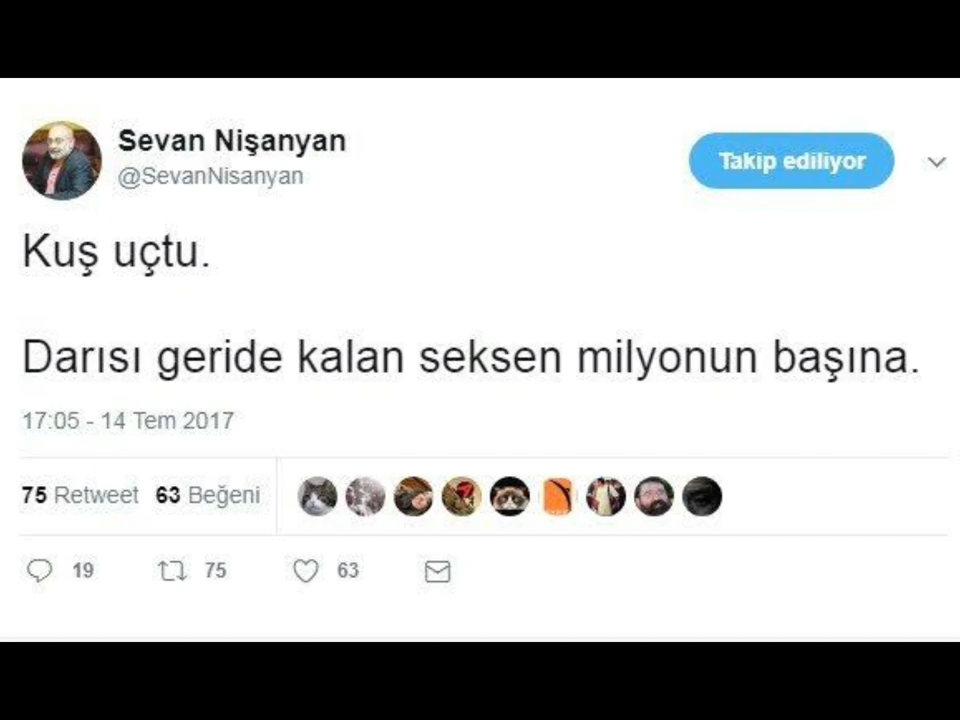 Sevan Nişanyan
@SevanNisanyan
Takip ediliyor
Kuş uçtu.
Darısı geride kalan seksen milyonun başına.
17:05 - 14 Tem 2017
75 Retweet 63 Beğeni
19 75 63